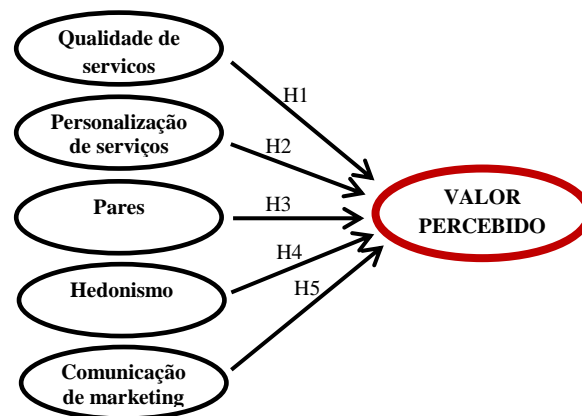 Qualidade de
servicos
H1
Personalização
de serviços
H2
Pares
H3
VALOR
PERCEBIDO
Hedonismo
H4
H5
Comunicação
de marketing